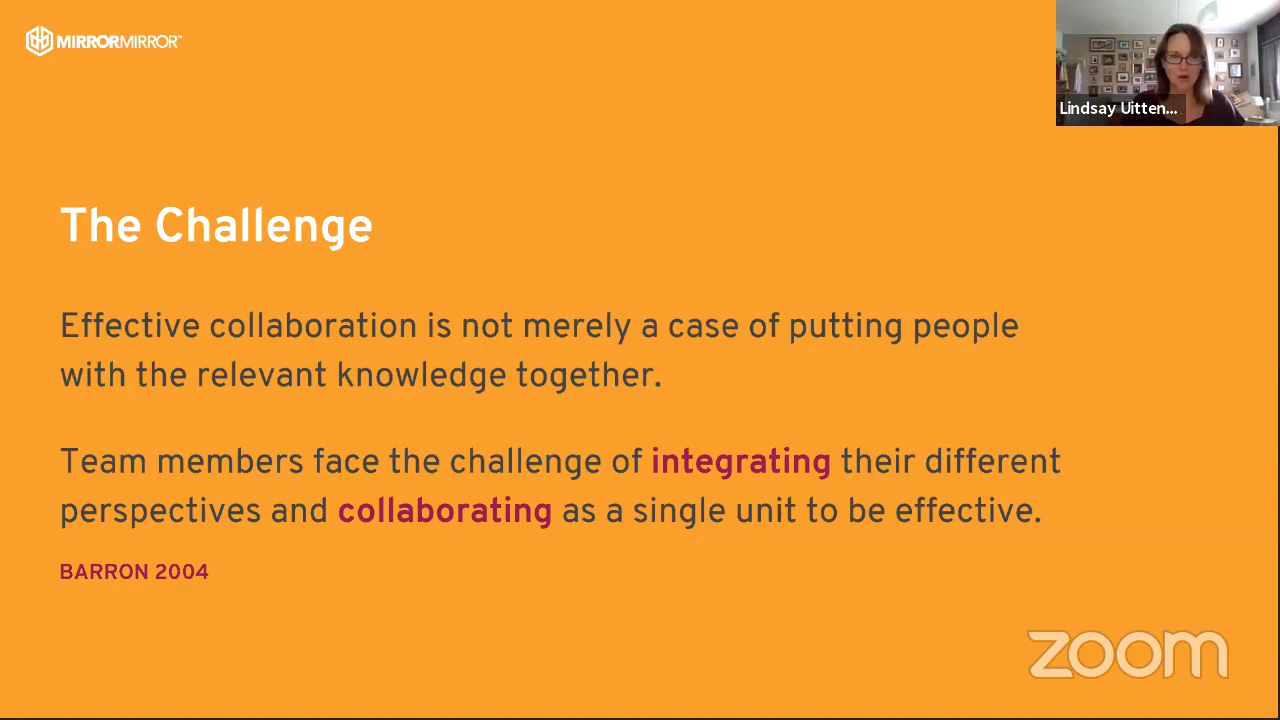 MIRRORMIRROR™
Lindsay Uitten...
The Challenge
Effective collaboration is not merely a case of putting people
with the relevant knowledge together.
Team members face the challenge of integrating their different
perspectives and collaborating as a single unit to be effective.
BARRON 2004
zoom